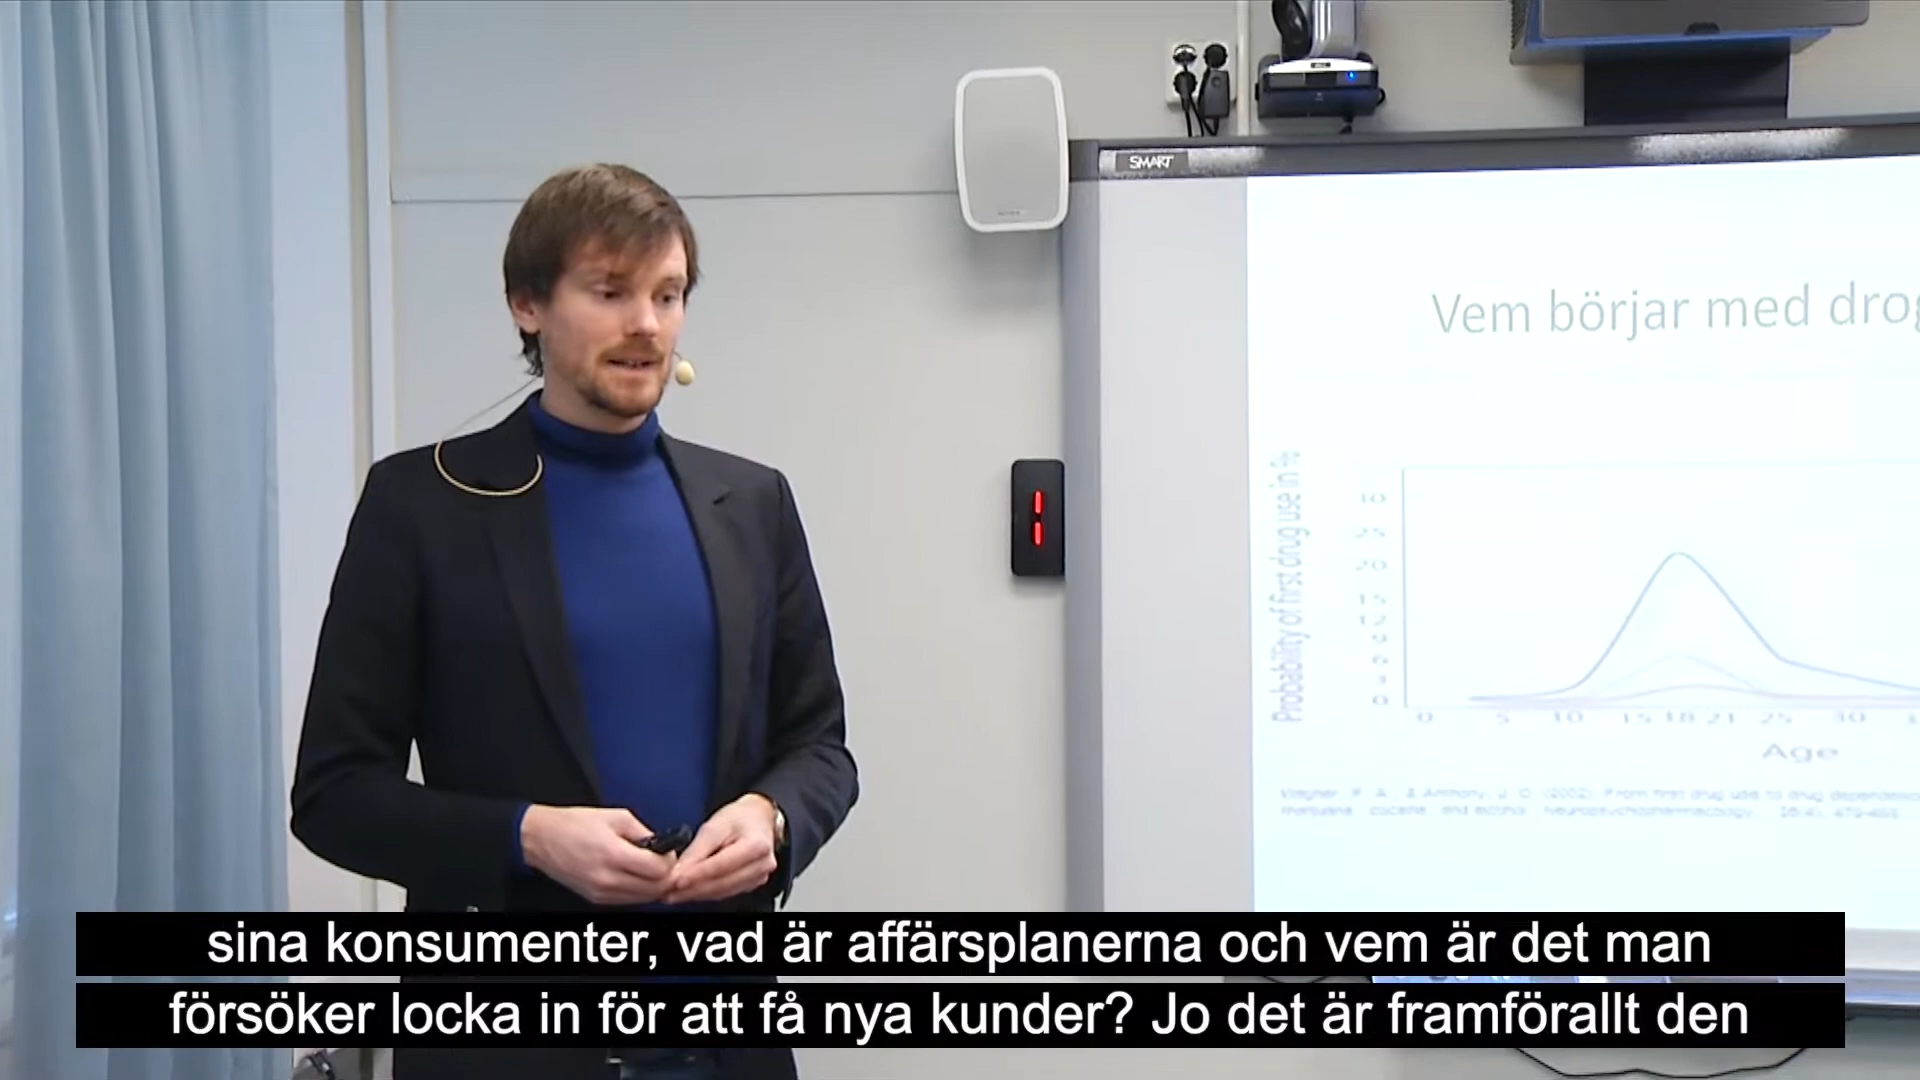 SMART
Vem börjar med drog
Probability of first drug use in %
0 5 10 15 18 21 25 30
Age
sina konsumenter, vad är affärsplanerna och vem är det man
försöker locka in för att få nya kunder? Jo det är framförallt den